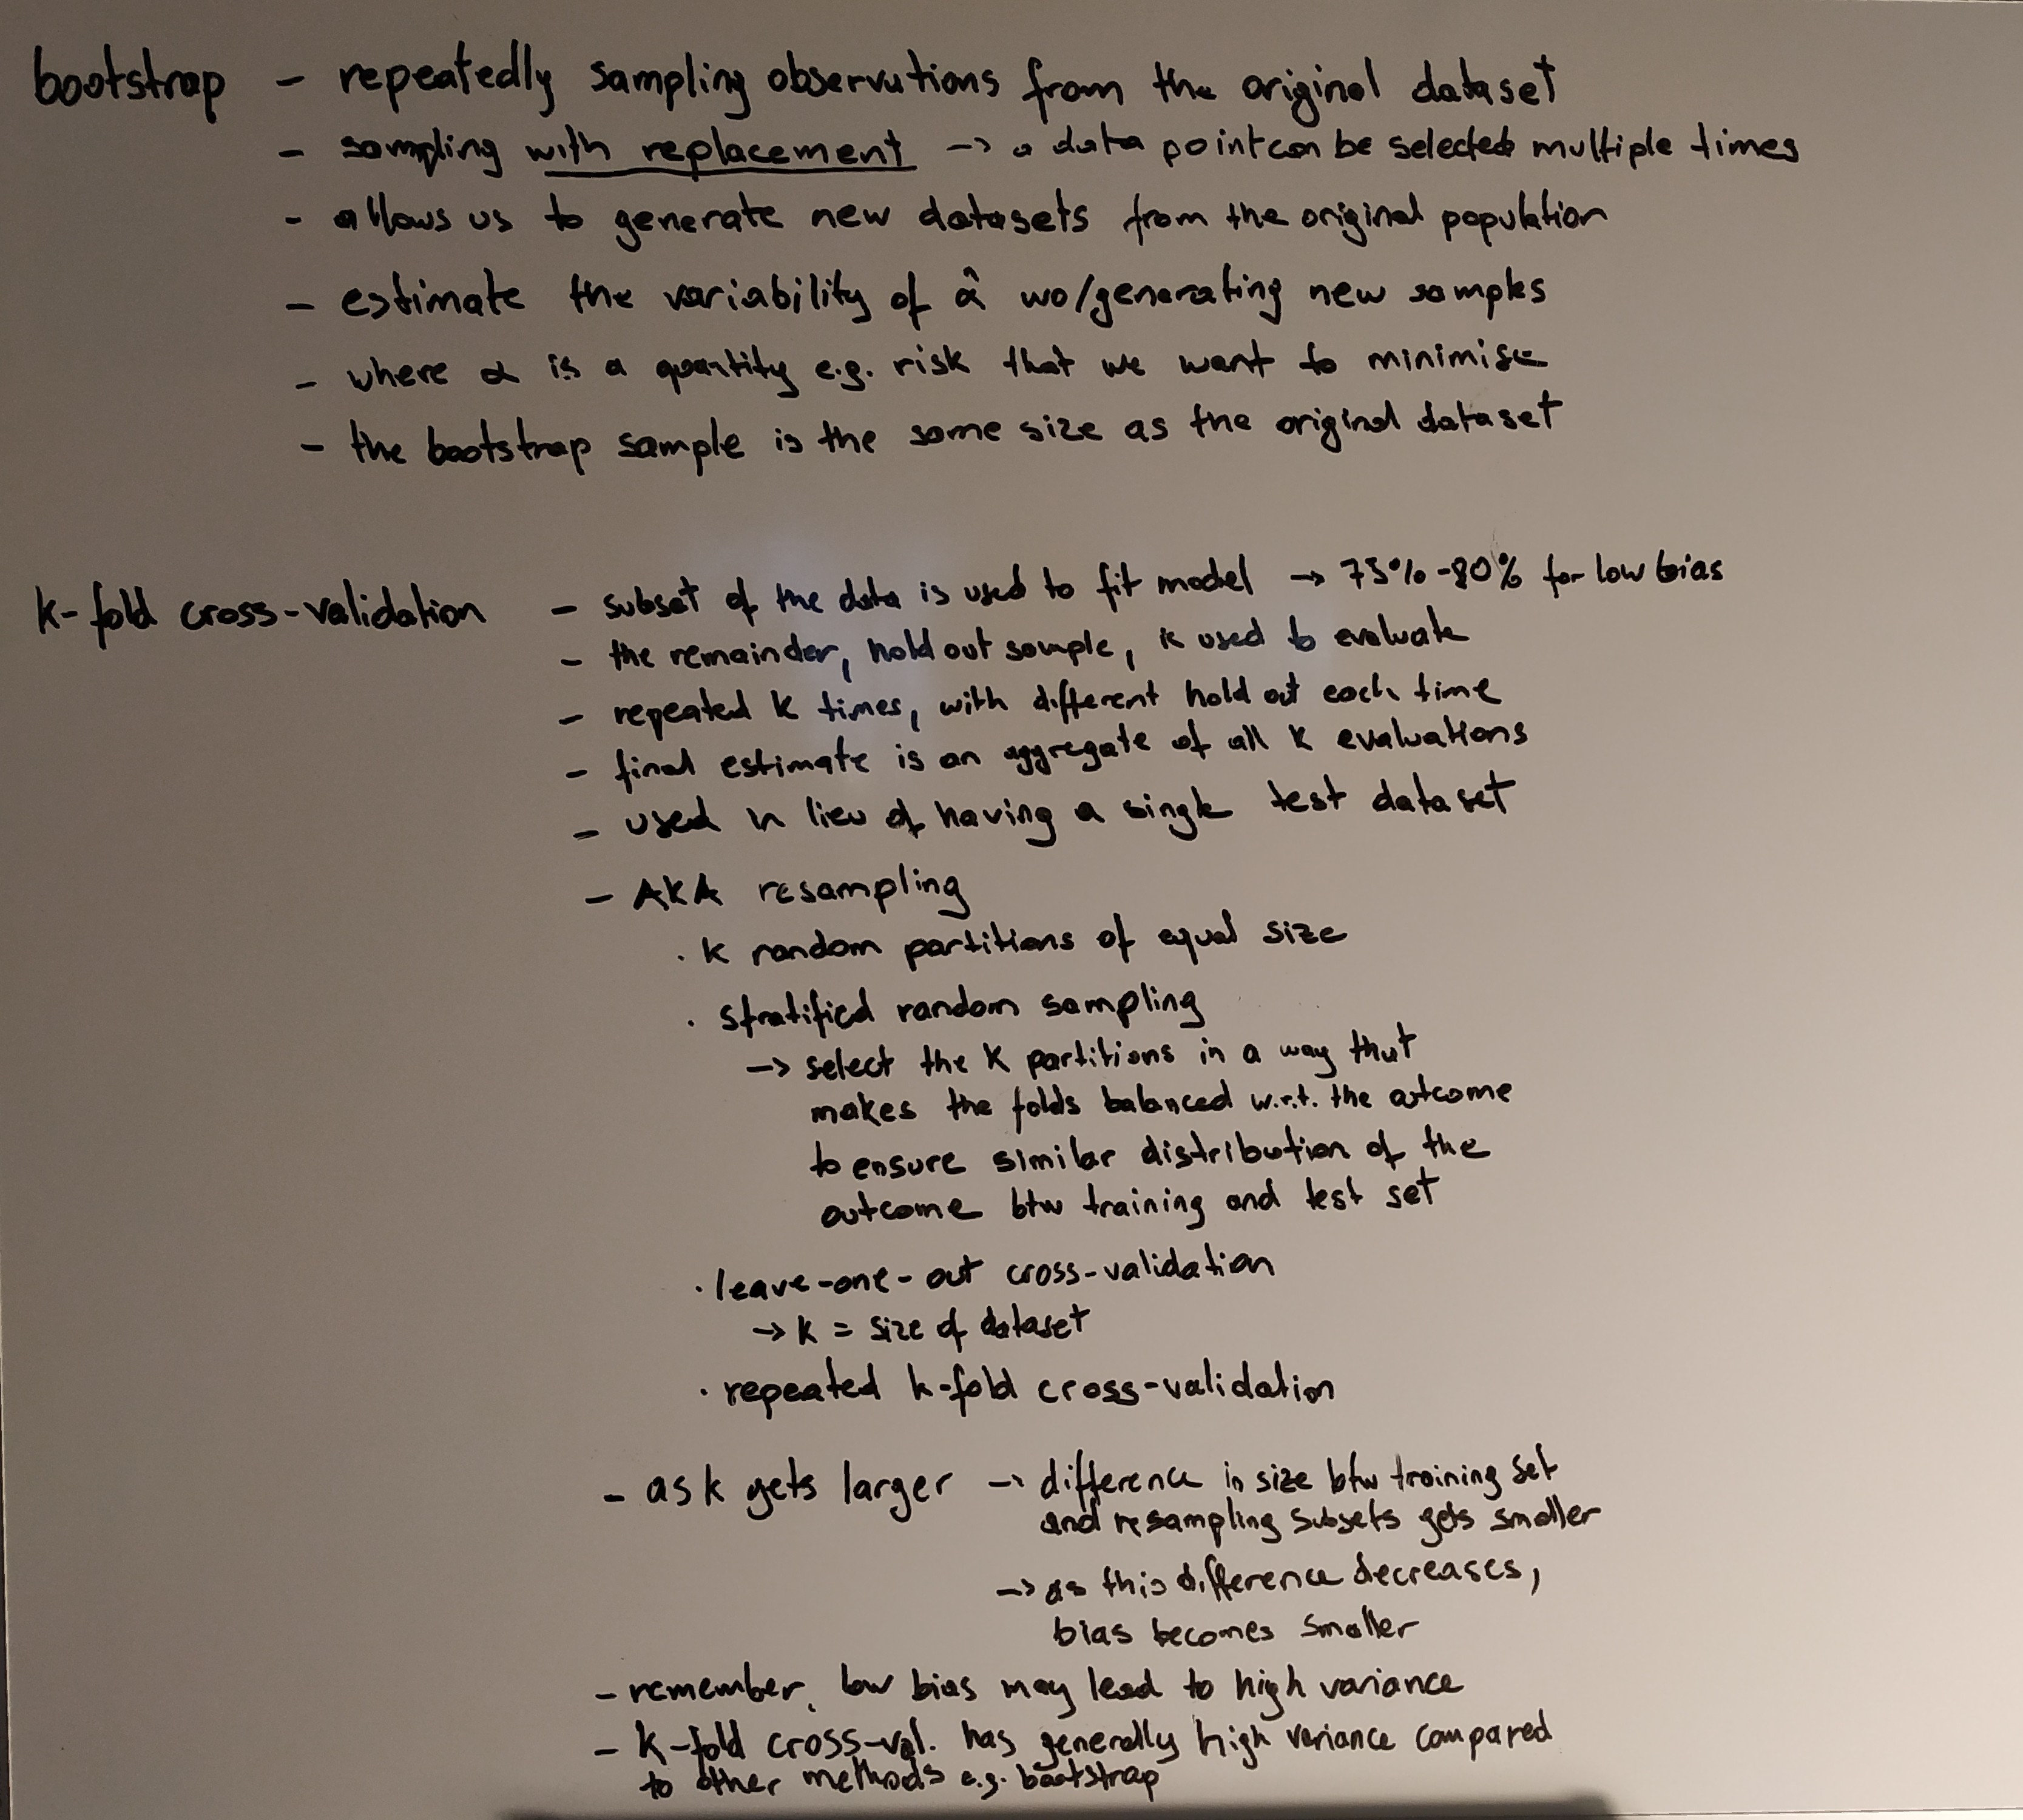 bootstrap - repeatedly sampling observations from the original dataset
- sampling with replacement -> a data point can be selected multiple times
- allows us to generate new datasets from the original population
- estimate the variability of α̂ wo/generating new samples
- where α is a quantity e.g. risk that we want to minimise
- the bootstrap sample is the same size as the original dataset
k-fold cross-validation - subset of the data is used to fit model → 75%-80% for low bias
- the remainder, hold out sample, is used to evaluate
- repeated k times, with different hold out each time
- final estimate is an aggregate of all k evaluations
- used in lieu of having a single test dataset
- AKA resampling
· k random partitions of equal size
· stratified random sampling
→ select the k partitions in a way that
makes the folds balanced w.r.t. the outcome
to ensure similar distribution of the
outcome btw training and test set
· leave-one-out cross-validation
→ k = size of dataset
· repeated k-fold cross-validation
- as k gets larger → difference in size btw training set
and resampling subsets gets smaller
→ as this difference decreases,
bias becomes smaller
- remember, low bias may lead to high variance
- k-fold cross-val. has generally high variance compared
to other methods e.g. bootstrap